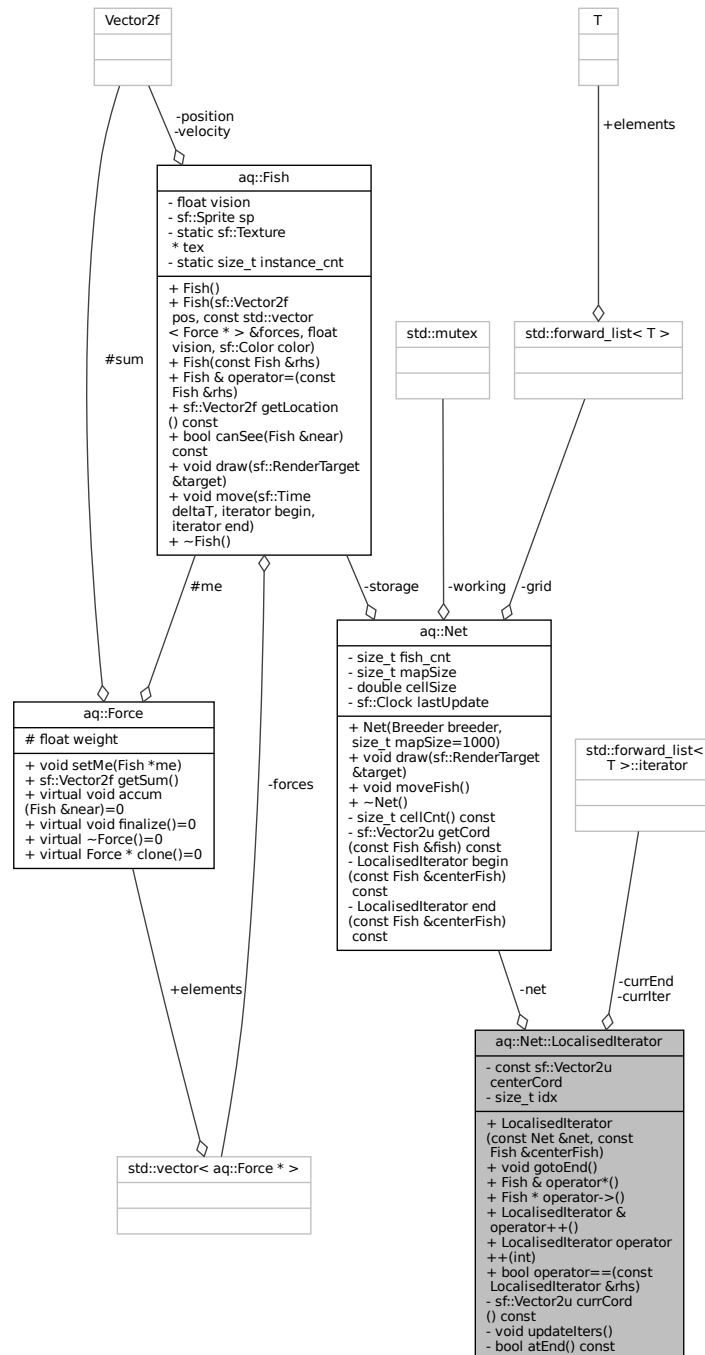 Vector2f
T
-position
-velocity
+elements
aq::Fish
- float vision
- sf::Sprite sp
- static sf::Texture
* tex
- static size_t instance_cnt
+ Fish()
+ Fish(sf::Vector2f
pos, const std::vector
< Force * > &forces, float
vision, sf::Color color)
+ Fish(const Fish &rhs)
+ Fish & operator=(const
Fish &rhs)
+ sf::Vector2f getLocation
() const
+ bool canSee(Fish &near)
const
+ void draw(sf::RenderTarget
&target)
+ void move(sf::Time
deltaT, iterator begin,
iterator end)
+ ~Fish()
std::mutex
std::forward_list< T >
#sum
#me
-storage
-working
-grid
aq::Net
- size_t fish_cnt
- size_t mapSize
- double cellSize
- sf::Clock lastUpdate
+ Net(Breeder breeder,
size_t mapSize=1000)
+ void draw(sf::RenderTarget
&target)
+ void moveFish()
+ ~Net()
- size_t cellCnt() const
- sf::Vector2u getCord
(const Fish &fish) const
- LocalisedIterator begin
(const Fish &centerFish)
const
- LocalisedIterator end
(const Fish &centerFish)
const
aq::Force
# float weight
+ void setMe(Fish *me)
+ sf::Vector2f getSum()
+ virtual void accum
(Fish &near)=0
+ virtual void finalize()=0
+ virtual ~Force()=0
+ virtual Force * clone()=0
-forces
std::forward_list<
T >::iterator
+elements
-net
-currEnd
-currIter
aq::Net::LocalisedIterator
- const sf::Vector2u
centerCord
- size_t idx
+ LocalisedIterator
(const Net &net, const
Fish &centerFish)
+ void gotoEnd()
+ Fish & operator*()
+ Fish * operator->()
+ LocalisedIterator &
operator++()
+ LocalisedIterator operator
++(int)
+ bool operator==(const
LocalisedIterator &rhs)
- sf::Vector2u currCord
() const
- void updateIters()
- bool atEnd() const
std::vector< aq::Force * >